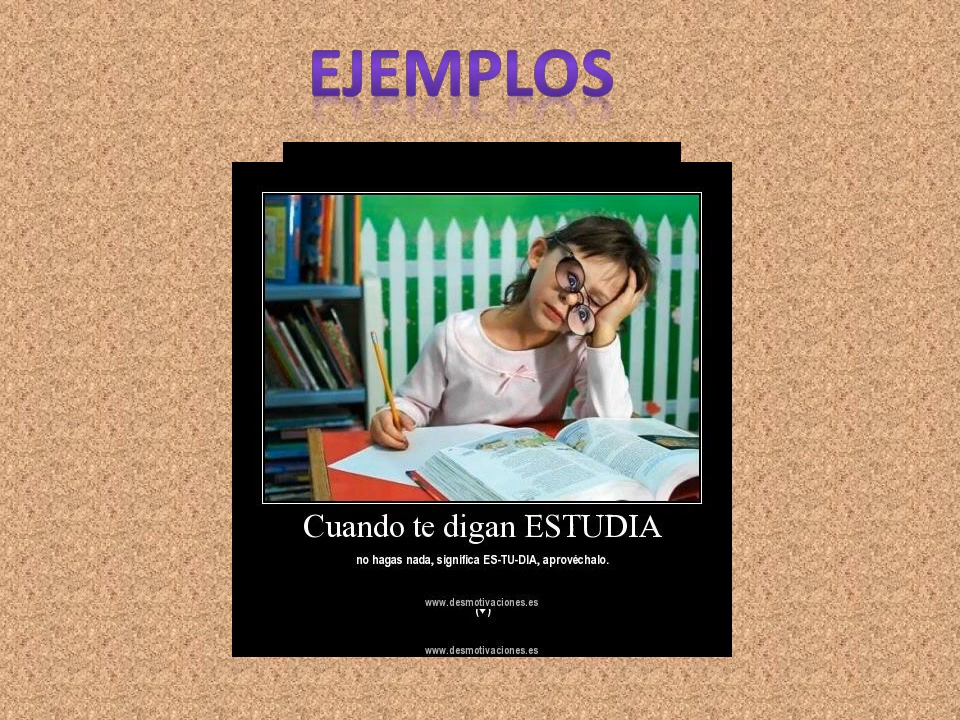 EJEMPLOS
Cuando te digan ESTUDIA
no hagas nada, significa ES-TU-DIA, aprovéchalo.
www.desmotivaciones.es
(▾)
www.desmotivaciones.es